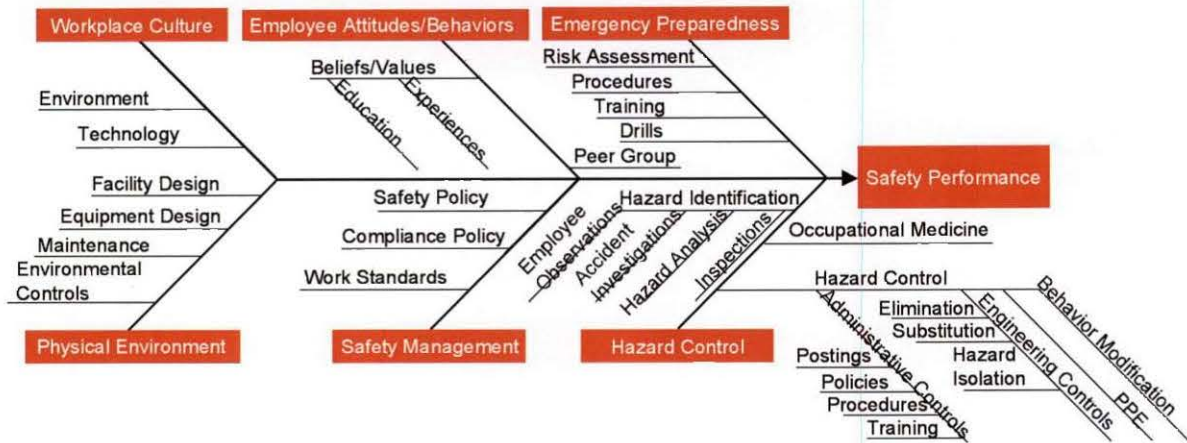 Workplace Culture
Employee Attitudes/Behaviors
Emergency Preparedness
Environment
Technology
Beliefs/Values
Education
Experiences
Risk Assessment
Procedures
Training
Drills
Peer Group
Safety Performance
Facility Design
Equipment Design
Maintenance
Environmental
Controls
Physical Environment
Safety Policy
Compliance Policy
Work Standards
Safety Management
Hazard Identification
Employee
Observations
Accident
Investigations
Hazard Analysis
Inspections
Occupational Medicine
Hazard Control
Hazard Control
Administrative Controls
Postings
Policies
Procedures
Training
Engineering Controls
Elimination
Substitution
Hazard
Isolation
PPE
Behavior Modification